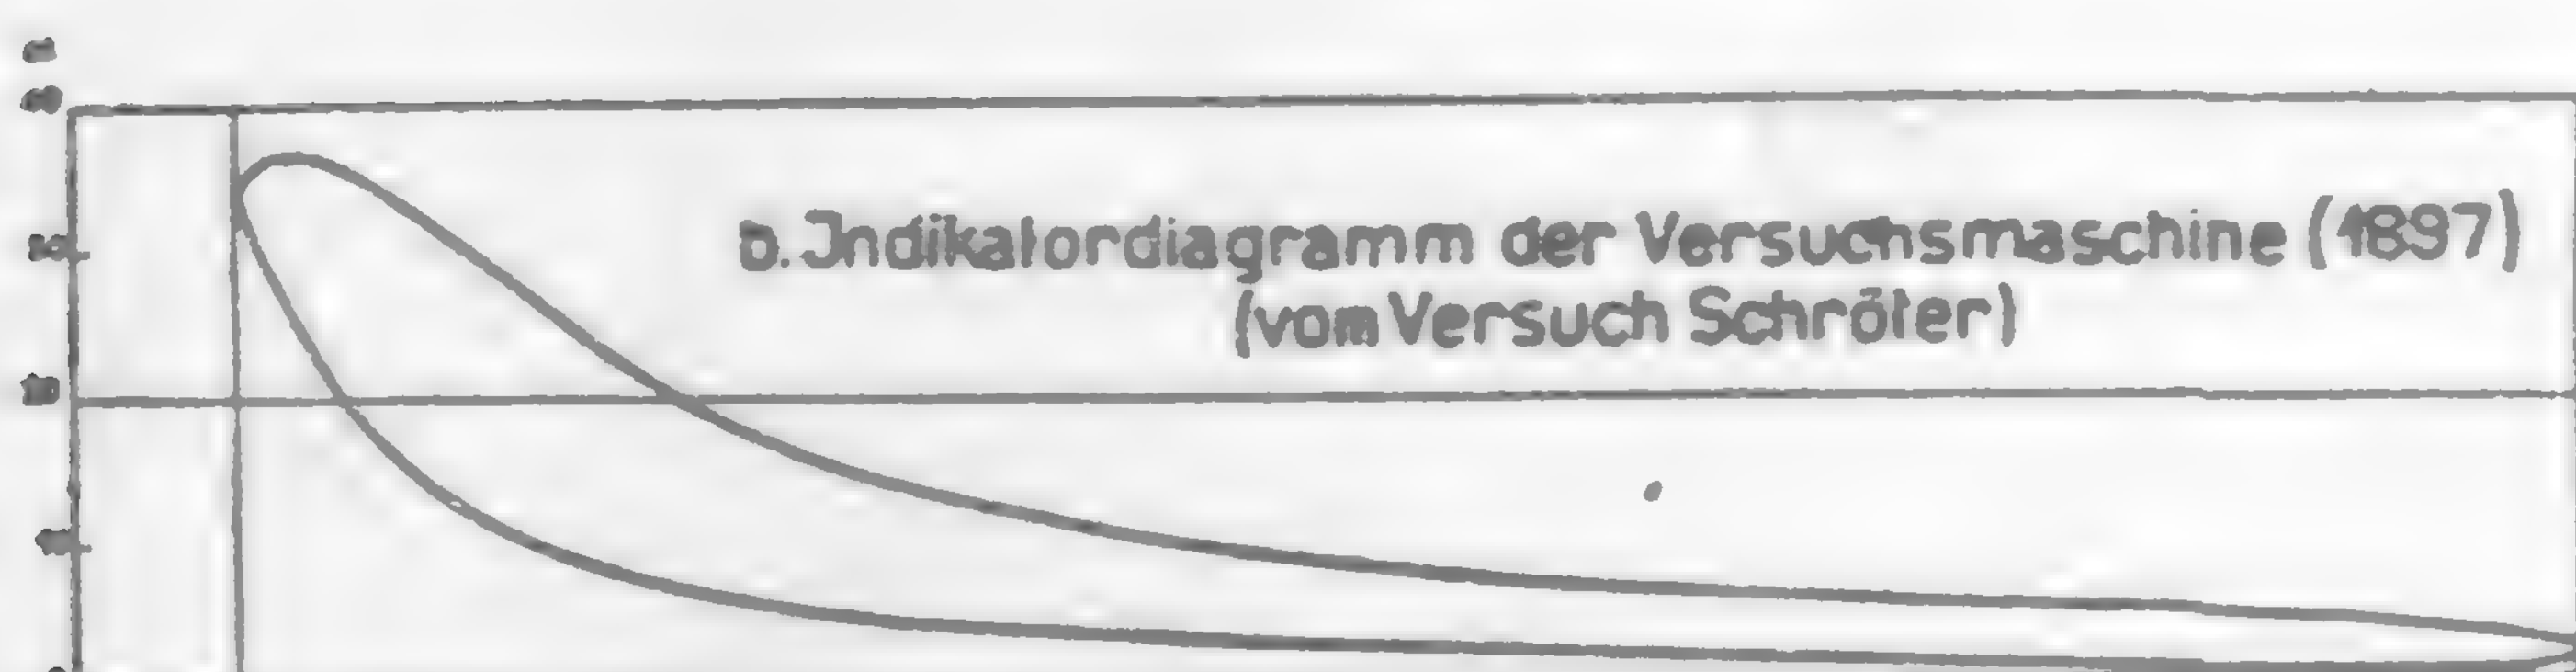 b. Indikatordiagramm der Versuchsmaschine (1897)
(vom Versuch Schröter)